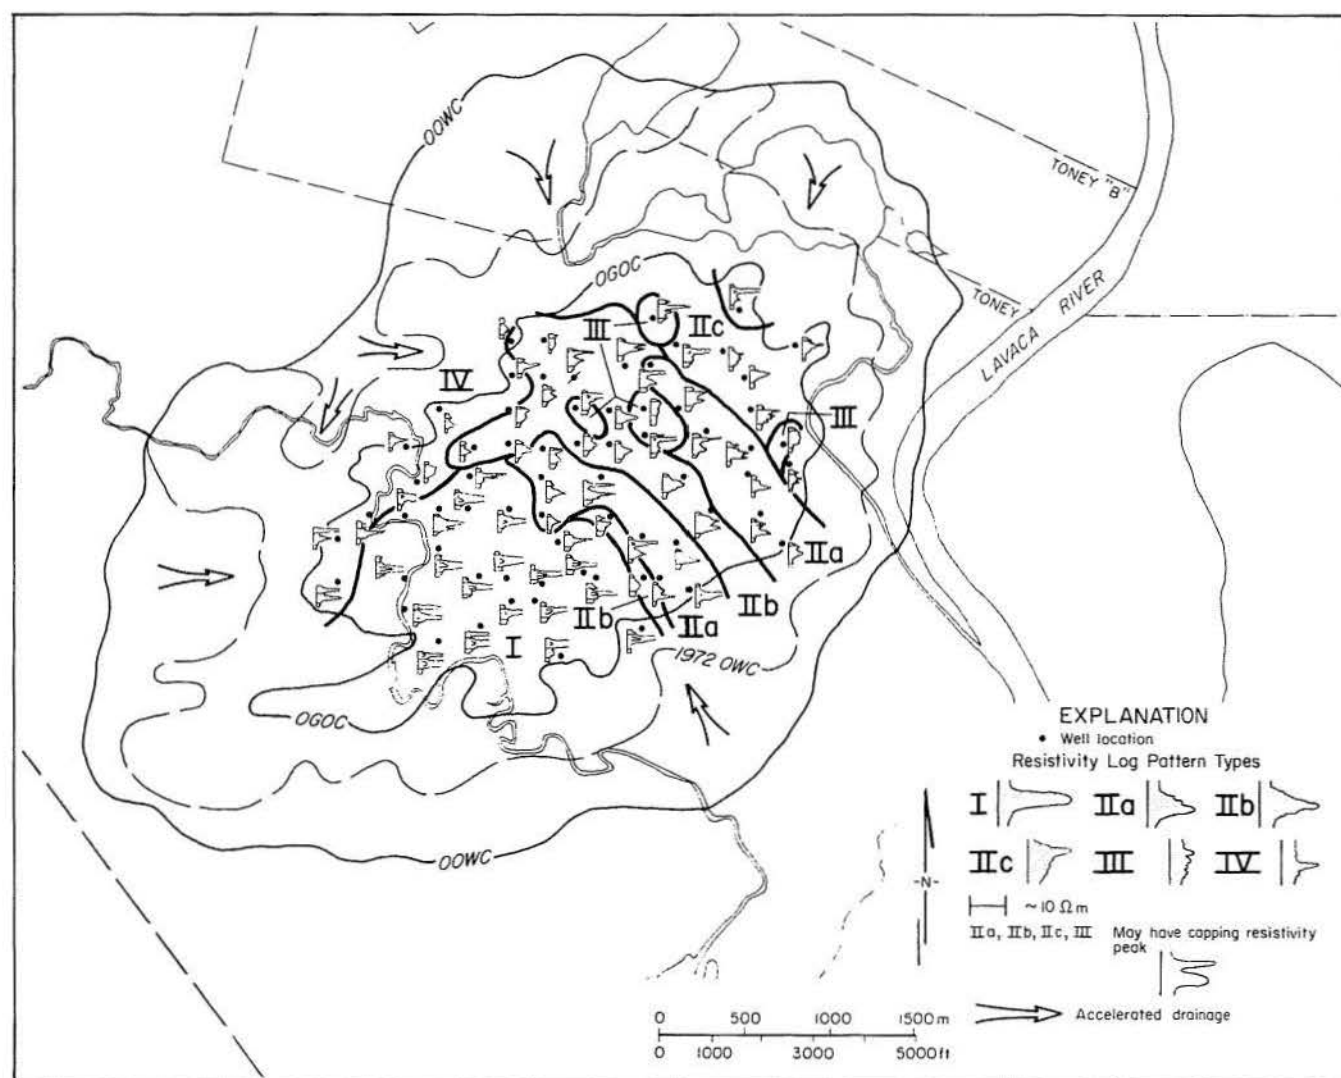 OOWC
TONEY "B"
OGOC
TONEY
LAVACA RIVER
III
IIc
IV
III
IIa
IIb
IIb
IIa
I
1972 OWC
OGOC
OOWC
EXPLANATION
• Well location
Resistivity Log Pattern Types
I IIa IIb
IIc III IV
-N-
~10 Ωm
IIa, IIb, IIc, III May have capping resistivity
peak
Accelerated drainage
0 500 1000 1500 m
0 1000 3000 5000 ft